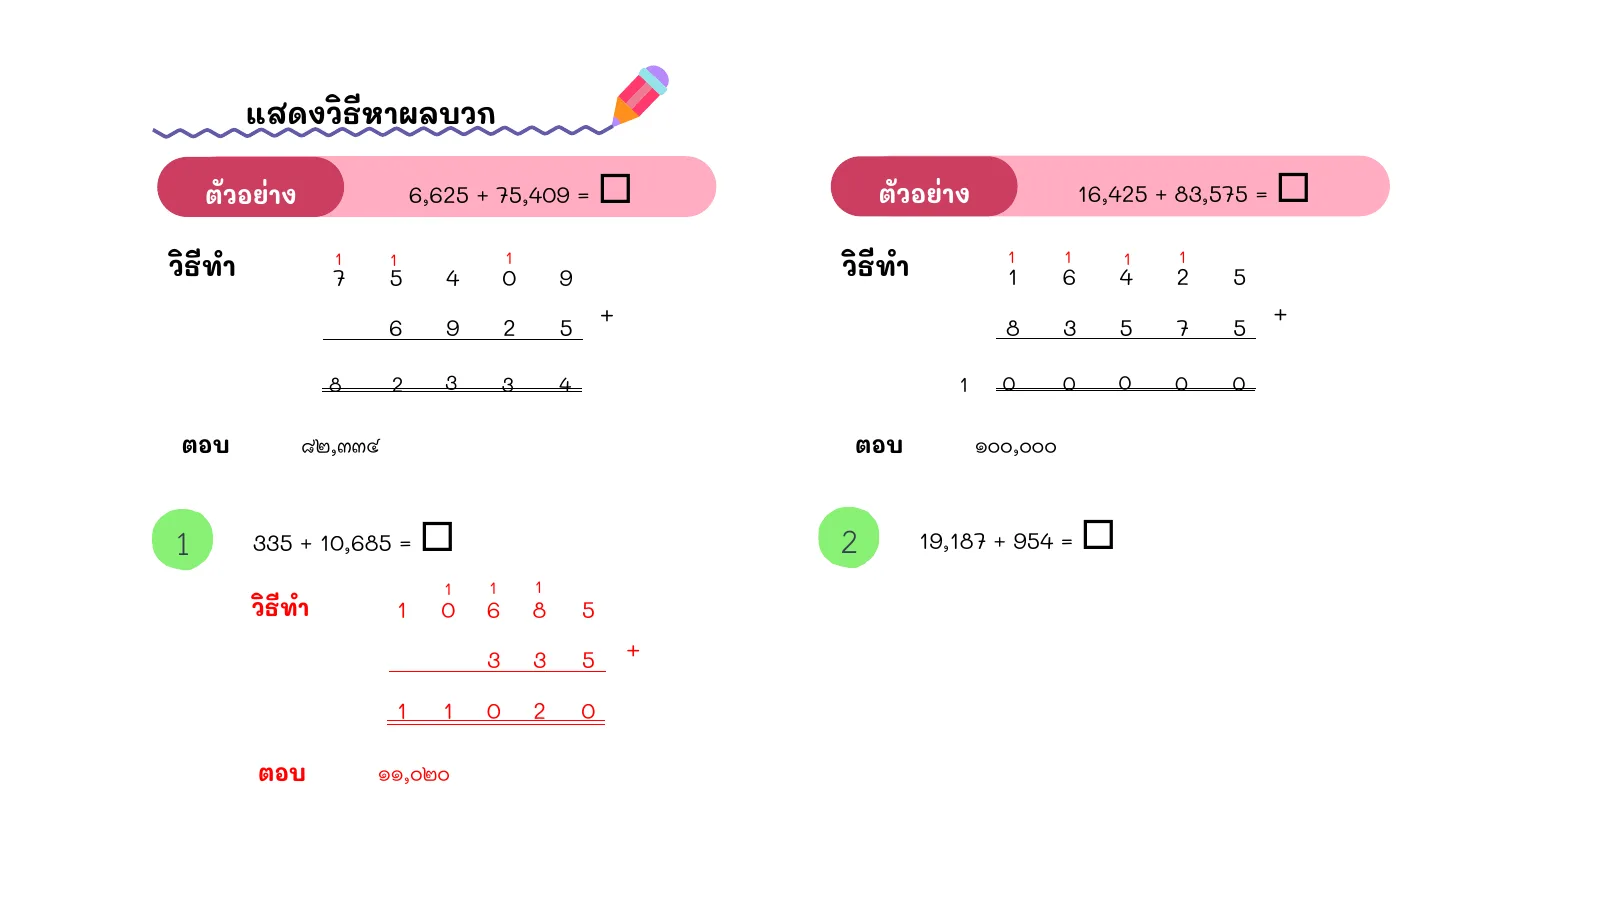 แสดงวิธีหาผลบวก
ตัวอย่าง 6,625 + 75,409 = □
วิธีทำ
1 1 1
7 5 4 0 9
+
6 9 2 5
8 2 3 3 4
ตอบ ๘๒,๓๓๔
ตัวอย่าง 16,425 + 83,575 = □
วิธีทำ
1 1 1 1
1 6 4 2 5
+
8 3 5 7 5
1 0 0 0 0 0
ตอบ ๑๐๐,๐๐๐
1 335 + 10,685 = □
วิธีทำ
1 1 1
1 0 6 8 5
+
3 3 5
1 1 0 2 0
ตอบ ๑๑,๐๒๐
2 19,187 + 954 = □